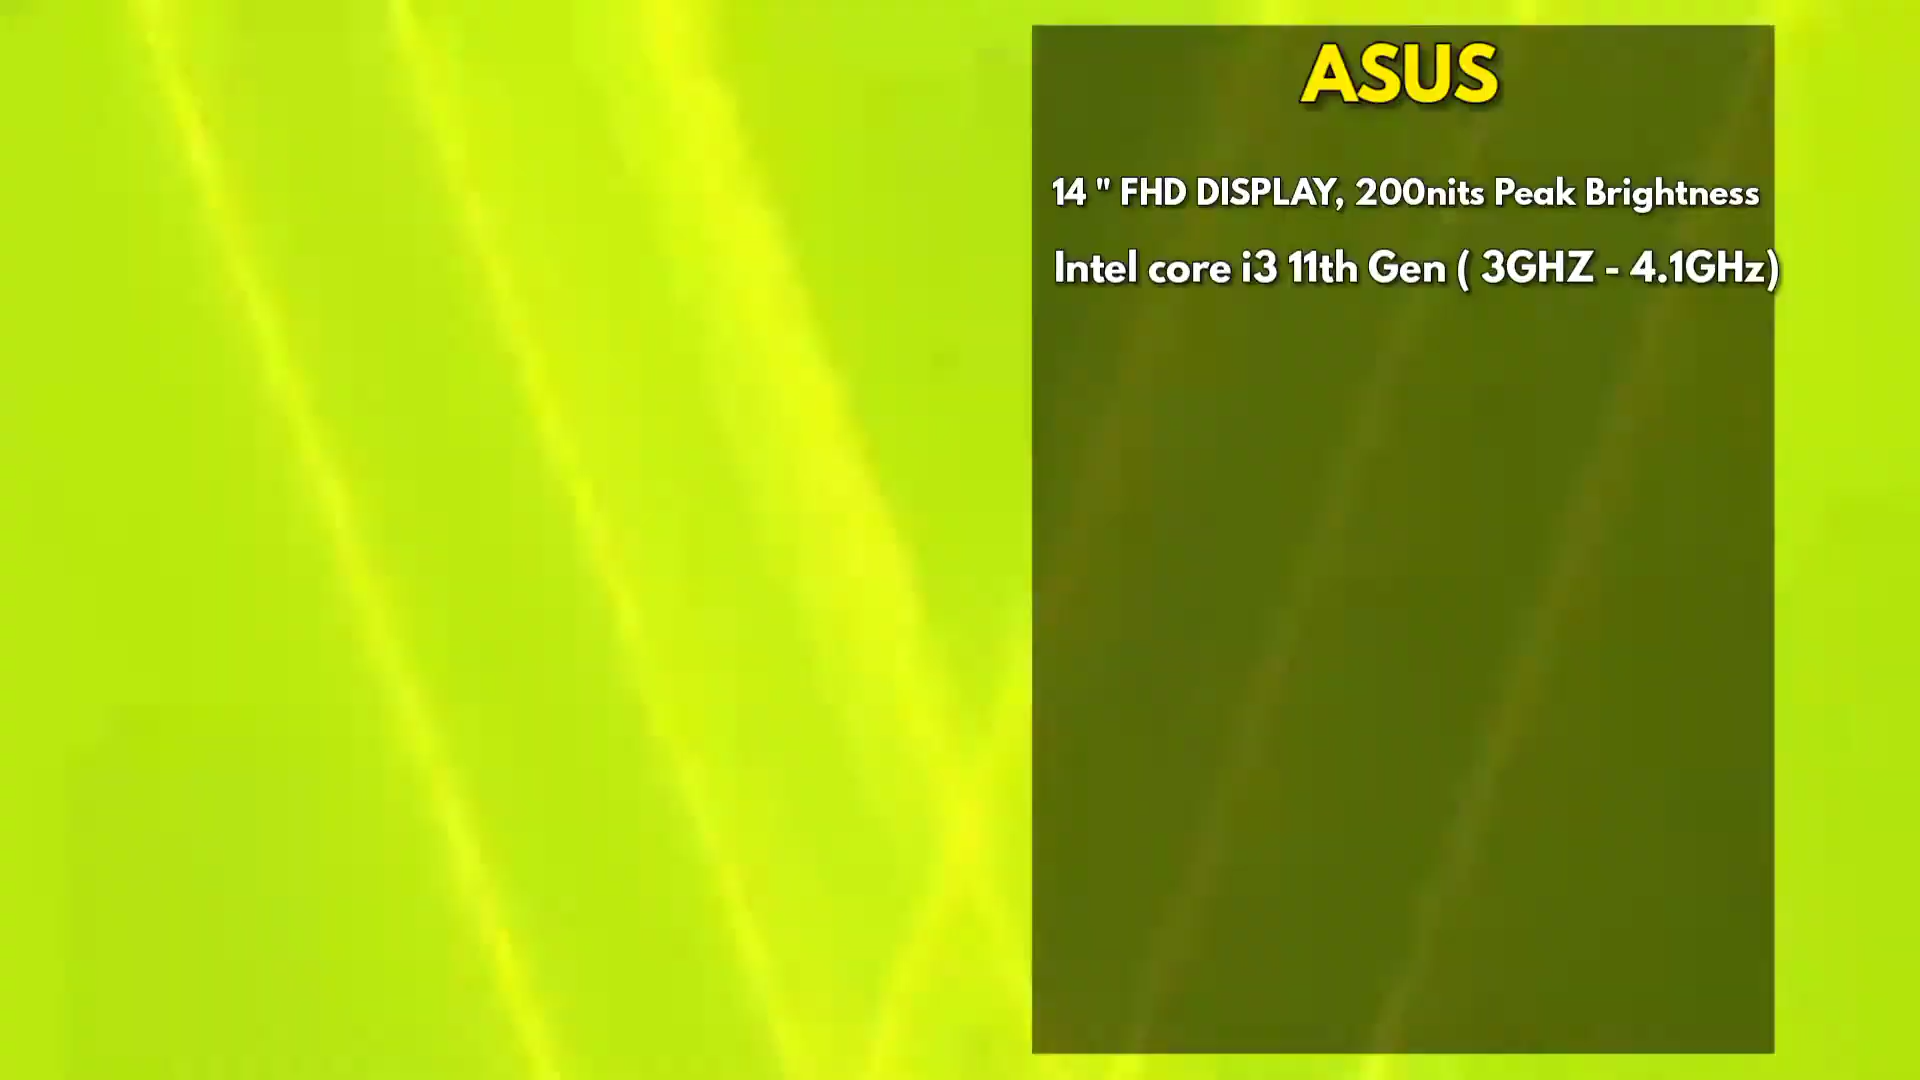 ASUS
14 " FHD DISPLAY, 200nits Peak Brightness
Intel core i3 11th Gen ( 3GHZ - 4.1GHz)